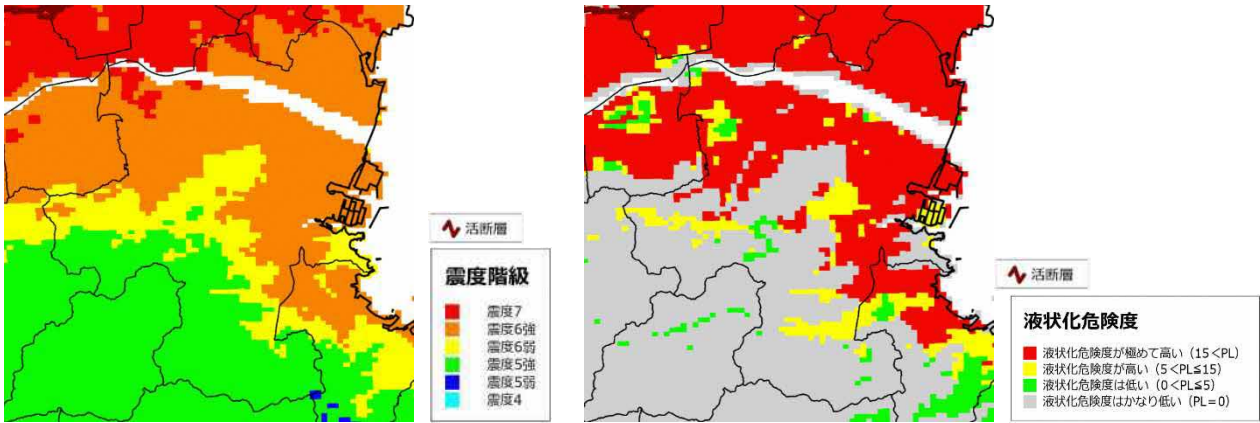 活断層
震度階級
震度7
震度6強
震度6弱
震度5強
震度5弱
震度4
活断層
液状化危険度
液状化危険度が極めて高い（15＜PL）
液状化危険度が高い（5＜PL≦15）
液状化危険度は低い（0＜PL≦5）
液状化危険度はかなり低い（PL＝0）